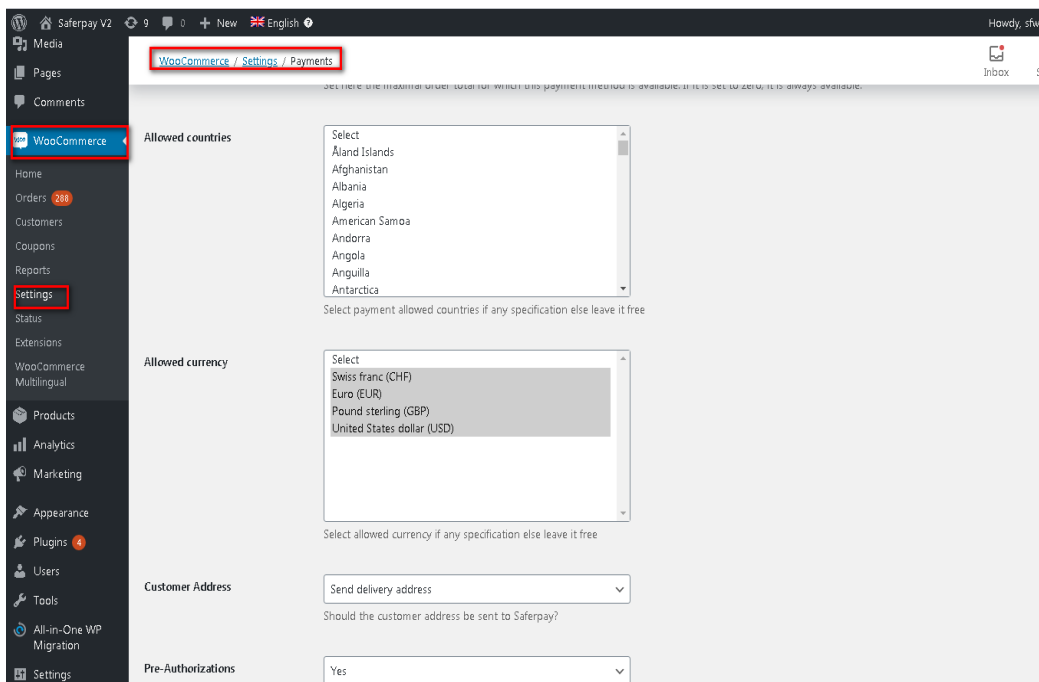 Saferpay V2 9 0 + New English
Howdy, sfw
Media
Pages
Comments
WooCommerce
Home
Orders 288
Customers
Coupons
Reports
Settings
Status
Extensions
WooCommerce
Multilingual
Products
Analytics
Marketing
Appearance
Plugins 4
Users
Tools
All-in-One WP
Migration
Settings
WooCommerce / Settings / Payments
Inbox
Set here the maximal order total for which this payment method is available. If it is set to zero, it is always available.
Allowed countries
Select
Åland Islands
Afghanistan
Albania
Algeria
American Samoa
Andorra
Angola
Anguilla
Antarctica
Select payment allowed countries if any specification else leave it free
Allowed currency
Select
Swiss franc (CHF)
Euro (EUR)
Pound sterling (GBP)
United States dollar (USD)
Select allowed currency if any specification else leave it free
Customer Address
Send delivery address
Should the customer address be sent to Saferpay?
Pre-Authorizations
Yes